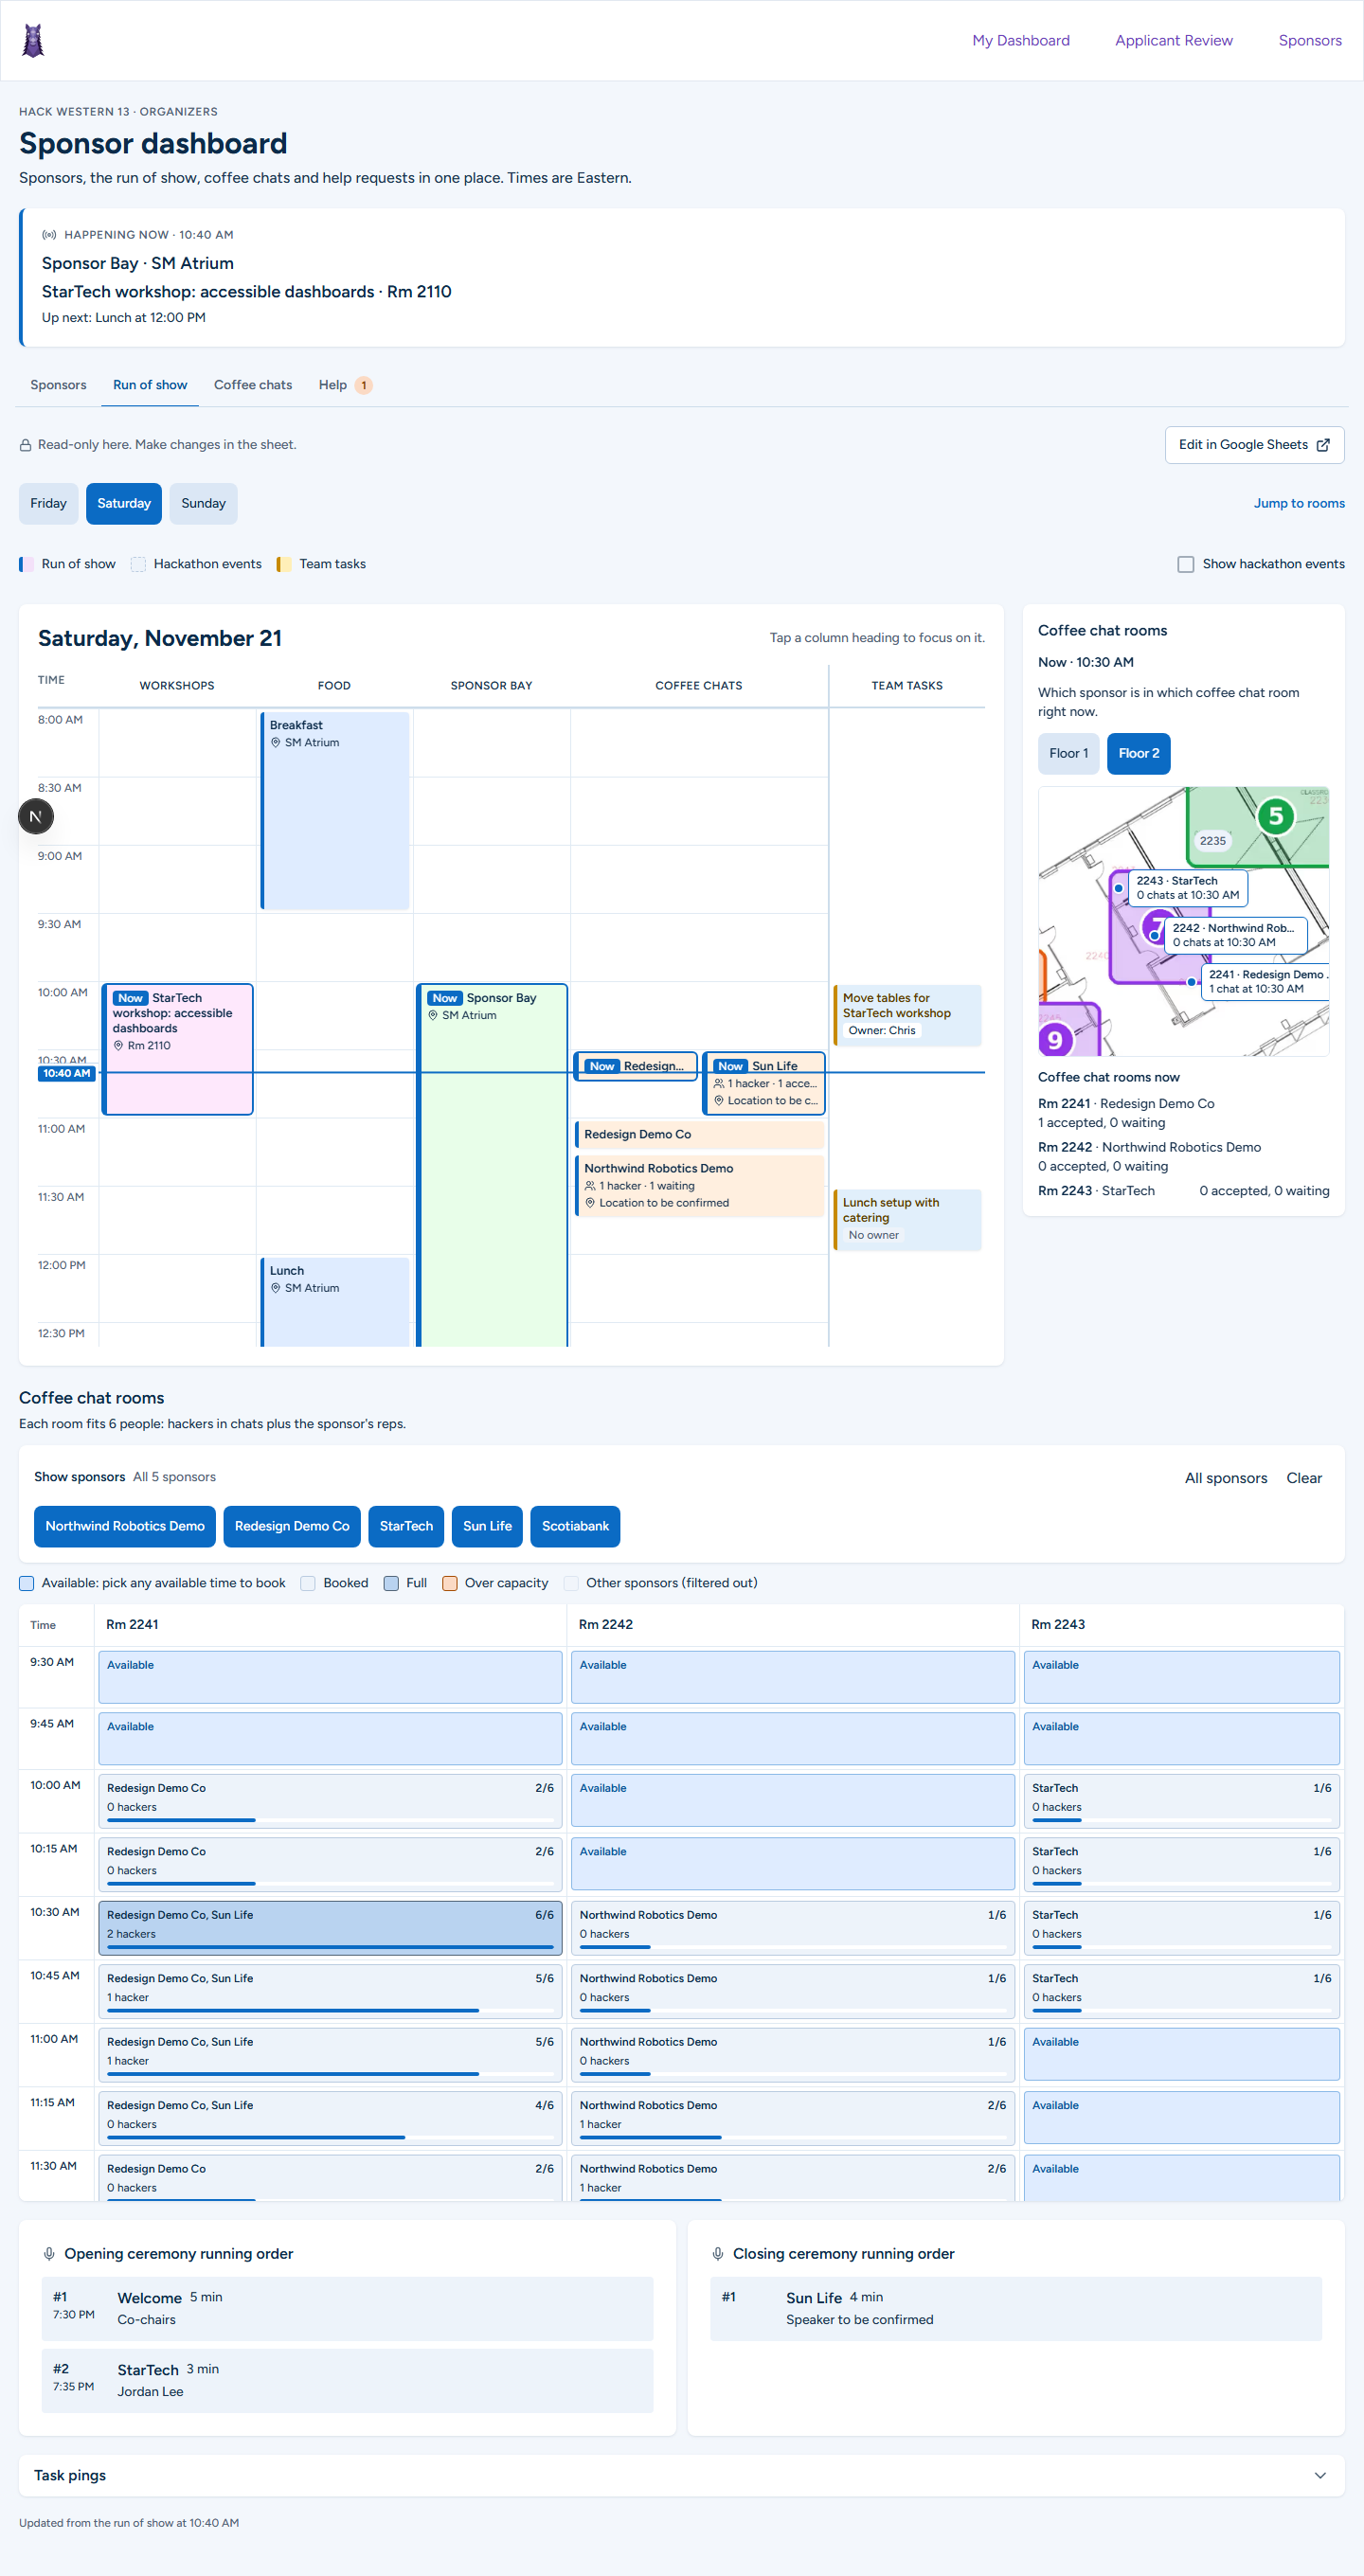 My Dashboard
Applicant Review
Sponsors
HACK WESTERN 13 · ORGANIZERS
Sponsor dashboard
Sponsors, the run of show, coffee chats and help requests in one place. Times are Eastern.
HAPPENING NOW · 10:40 AM
Sponsor Bay · SM Atrium
StarTech workshop: accessible dashboards · Rm 2110
Up next: Lunch at 12:00 PM
Sponsors
Run of show
Coffee chats
Help 1
Read-only here. Make changes in the sheet.
Edit in Google Sheets
Friday
Saturday
Sunday
Jump to rooms
Run of show
Hackathon events
Team tasks
Show hackathon events
Saturday, November 21
Tap a column heading to focus on it.
TIME
WORKSHOPS
FOOD
SPONSOR BAY
COFFEE CHATS
TEAM TASKS
8:00 AM
Breakfast
SM Atrium
8:30 AM
N
9:00 AM
9:30 AM
10:00 AM
Now StarTech
workshop: accessible
dashboards
Rm 2110
Now Sponsor Bay
SM Atrium
Move tables for
StarTech workshop
Owner: Chris
10:30 AM
10:40 AM
Now Redesign...
Now Sun Life
1 hacker · 1 acce...
Location to be c...
11:00 AM
Redesign Demo Co
Northwind Robotics Demo
1 hacker · 1 waiting
Location to be confirmed
11:30 AM
Lunch setup with
catering
No owner
12:00 PM
Lunch
SM Atrium
12:30 PM
Coffee chat rooms
Now · 10:30 AM
Which sponsor is in which coffee chat room
right now.
Floor 1
Floor 2
5
2235
2243 · StarTech
0 chats at 10:30 AM
7
2242 · Northwind Rob...
0 chats at 10:30 AM
2240
2241 · Redesign Demo .
1 chat at 10:30 AM
2245
9
Coffee chat rooms now
Rm 2241 · Redesign Demo Co
1 accepted, 0 waiting
Rm 2242 · Northwind Robotics Demo
0 accepted, 0 waiting
Rm 2243 · StarTech
0 accepted, 0 waiting
Coffee chat rooms
Each room fits 6 people: hackers in chats plus the sponsor's reps.
Show sponsors All 5 sponsors
All sponsors
Clear
Northwind Robotics Demo
Redesign Demo Co
StarTech
Sun Life
Scotiabank
Available: pick any available time to book
Booked
Full
Over capacity
Other sponsors (filtered out)
Time
Rm 2241
Rm 2242
Rm 2243
9:30 AM
Available
Available
Available
9:45 AM
Available
Available
Available
10:00 AM
Redesign Demo Co 2/6
0 hackers
Available
StarTech 1/6
0 hackers
10:15 AM
Redesign Demo Co 2/6
0 hackers
Available
StarTech 1/6
0 hackers
10:30 AM
Redesign Demo Co, Sun Life 6/6
2 hackers
Northwind Robotics Demo 1/6
0 hackers
StarTech 1/6
0 hackers
10:45 AM
Redesign Demo Co, Sun Life 5/6
1 hacker
Northwind Robotics Demo 1/6
0 hackers
StarTech 1/6
0 hackers
11:00 AM
Redesign Demo Co, Sun Life 5/6
1 hacker
Northwind Robotics Demo 1/6
0 hackers
Available
11:15 AM
Redesign Demo Co, Sun Life 4/6
0 hackers
Northwind Robotics Demo 2/6
1 hacker
Available
11:30 AM
Redesign Demo Co 2/6
0 hackers
Northwind Robotics Demo 2/6
1 hacker
Available
Opening ceremony running order
#1
7:30 PM
Welcome 5 min
Co-chairs
#2
7:35 PM
StarTech 3 min
Jordan Lee
Closing ceremony running order
#1
Sun Life 4 min
Speaker to be confirmed
Task pings
Updated from the run of show at 10:40 AM